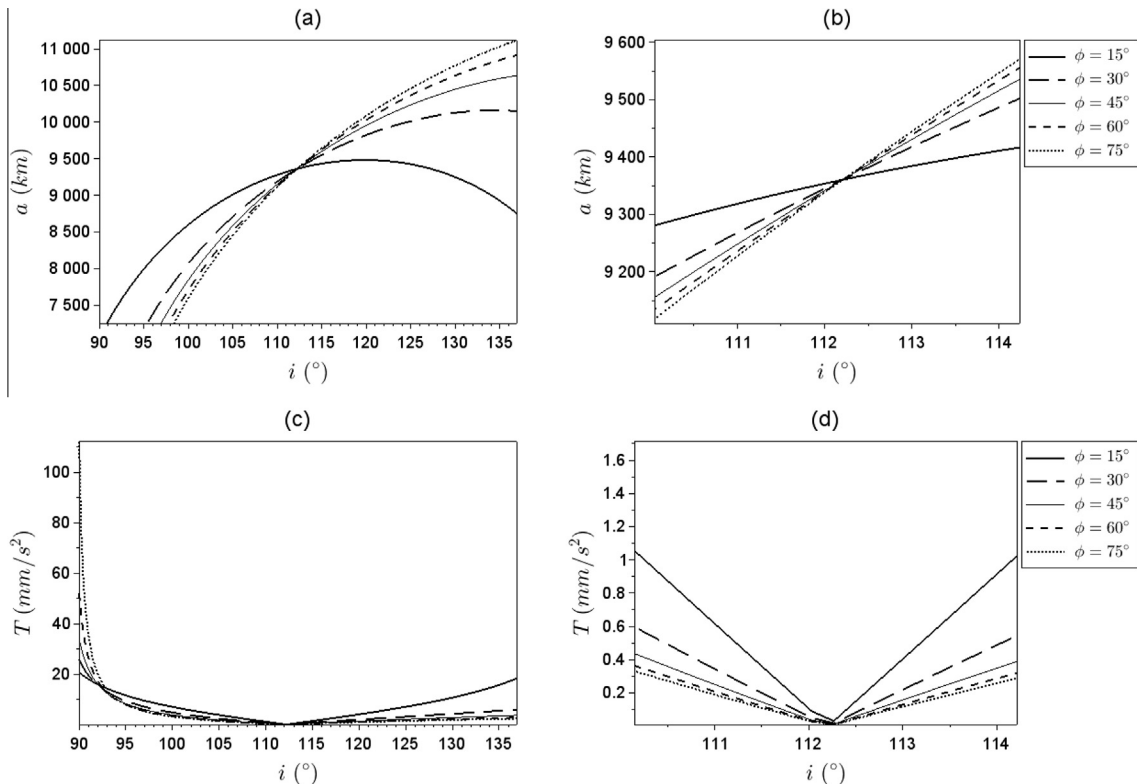 (a)
11 000
10 500
10 000
9 500
9 000
8 500
8 000
7 500
a (km)
90 95 100 105 110 115 120 125 130 135
i (°)
(b)
9 600
9 500
9 400
9 300
9 200
a (km)
111 112 113 114
i (°)
ϕ = 15°
ϕ = 30°
ϕ = 45°
ϕ = 60°
ϕ = 75°
(c)
100
80
60
40
20
T (mm/s²)
90 95 100 105 110 115 120 125 130 135
i (°)
(d)
1.6
1.4
1.2
1
0.8
0.6
0.4
0.2
T (mm/s²)
111 112 113 114
i (°)
ϕ = 15°
ϕ = 30°
ϕ = 45°
ϕ = 60°
ϕ = 75°